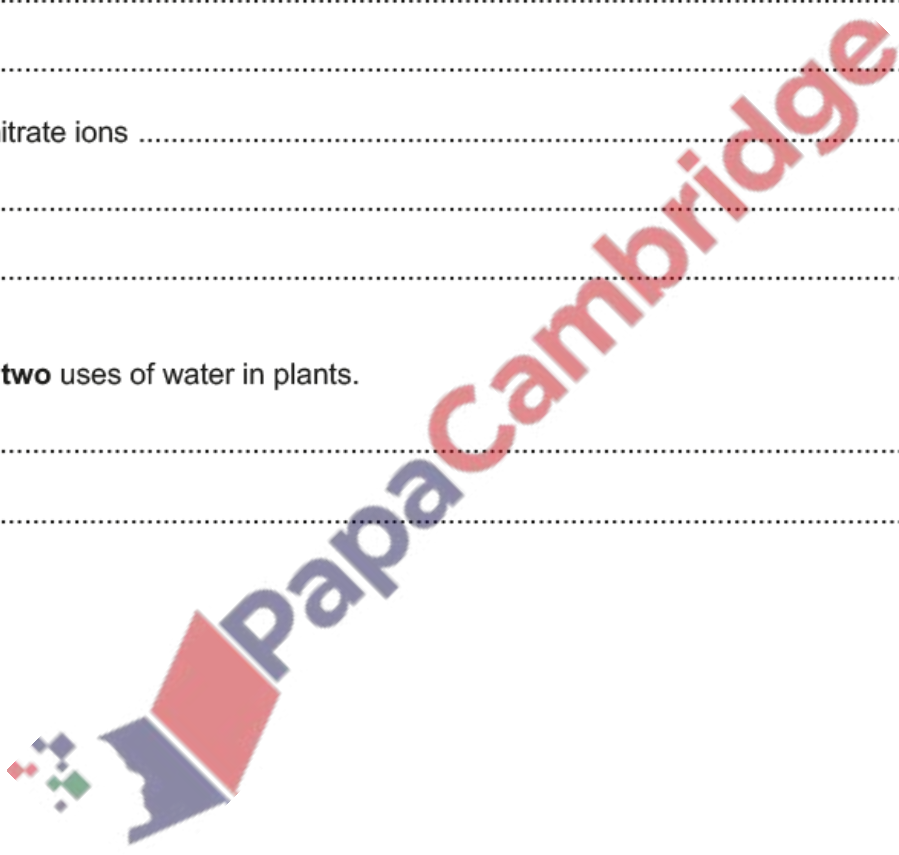 itrate ions
two uses of water in plants.
PapaCambridge